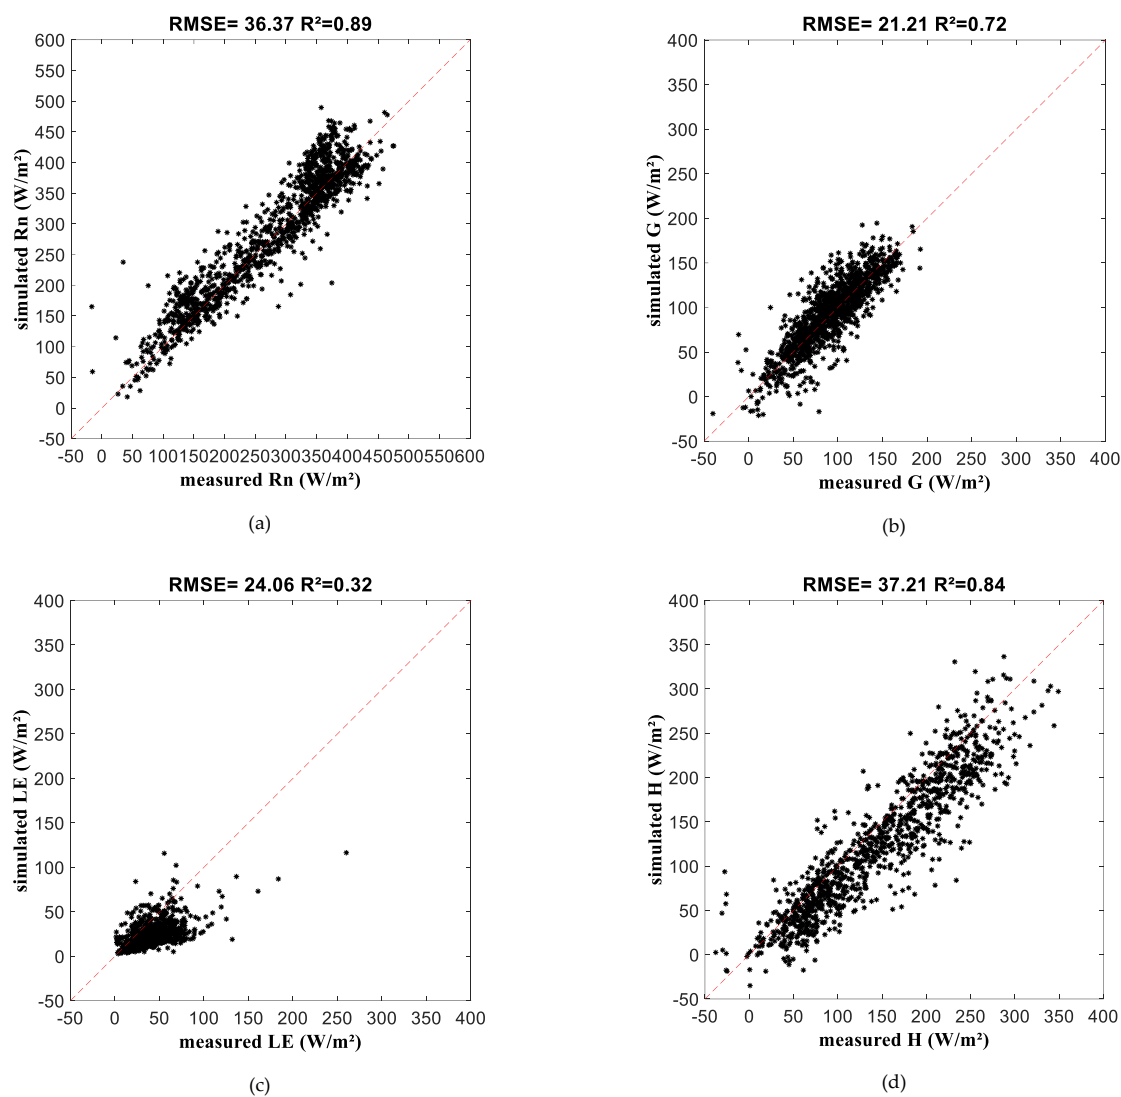 RMSE= 36.37 R²=0.89
600
550
500
450
400
350
300
250
200
150
100
50
0
-50
-50 0 50 100150200250300350400450500550600
simulated Rn (W/m²)
measured Rn (W/m²)
(a)
RMSE= 21.21 R²=0.72
400
350
300
250
200
150
100
50
0
-50
-50 0 50 100 150 200 250 300 350 400
simulated G (W/m²)
measured G (W/m²)
(b)
RMSE= 24.06 R²=0.32
400
350
300
250
200
150
100
50
0
-50
-50 0 50 100 150 200 250 300 350 400
simulated LE (W/m²)
measured LE (W/m²)
(c)
RMSE= 37.21 R²=0.84
400
350
300
250
200
150
100
50
0
-50
-50 0 50 100 150 200 250 300 350 400
simulated H (W/m²)
measured H (W/m²)
(d)